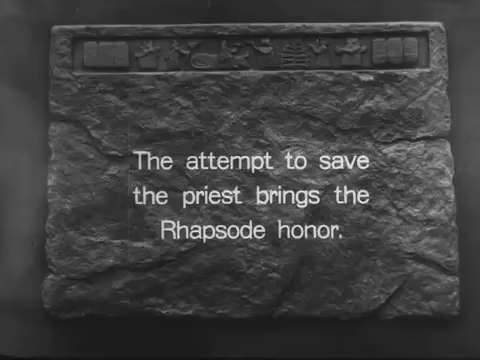 The attempt to save
the priest brings the
Rhapsode honor.